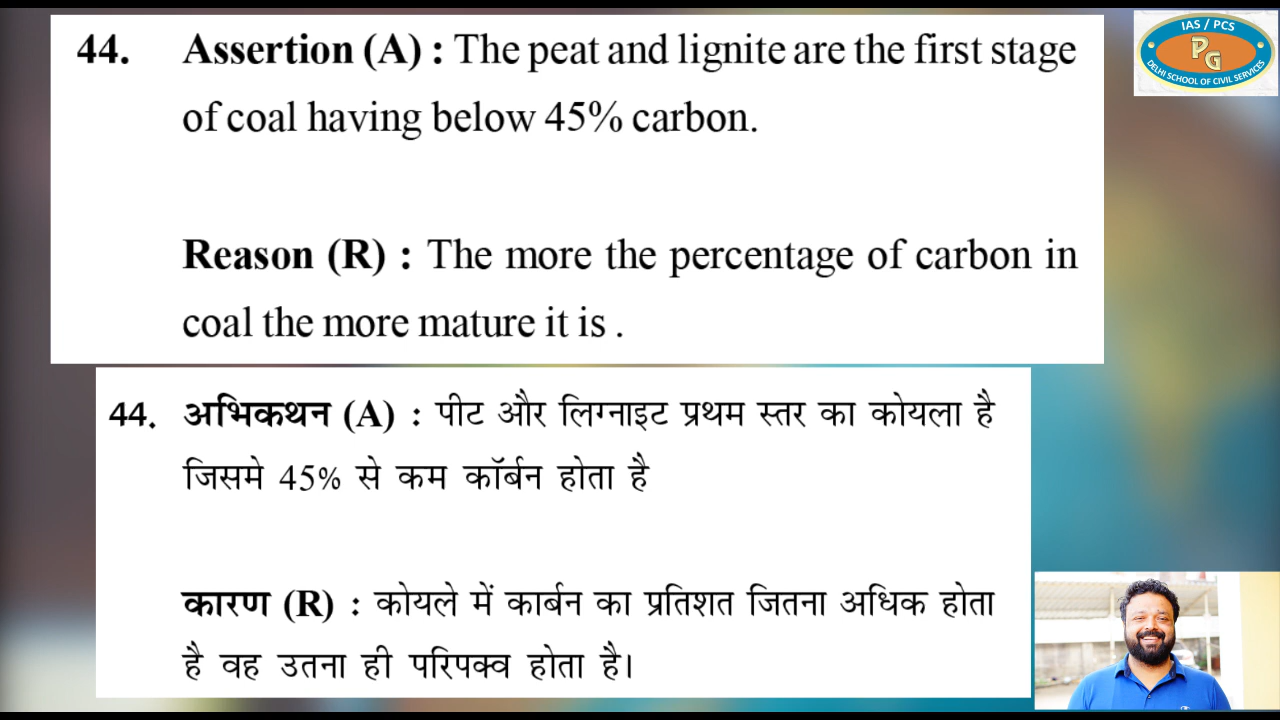 IAS / PCS
PG
DELHI SCHOOL OF CIVIL SERVICES
44. Assertion (A) : The peat and lignite are the first stage
of coal having below 45% carbon.
Reason (R) : The more the percentage of carbon in
coal the more mature it is .
44. अभिकथन (A) : पीट और लिग्नाइट प्रथम स्तर का कोयला है
जिसमे 45% से कम कॉर्बन होता है
कारण (R) : कोयले में कार्बन का प्रतिशत जितना अधिक होता
है वह उतना ही परिपक्व होता है।